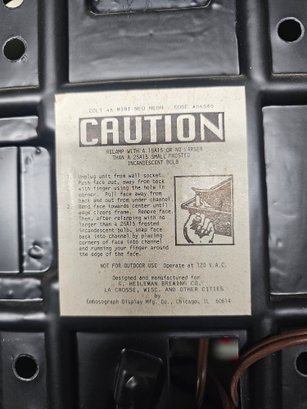 COLT 45 MINI NEO NEON / CODE #94585
CAUTION
RELAMP WITH A 15A15 OR NO LARGER
THAN A 25A15 SMALL FROSTED
INCANDESCENT BULB
Unplug unit from wall socket.
Push face out, away from back
with finger using the hole in
corner. Pull face away from
back and out from under channel.
Bend face towards center until
edge clears frame. Remove face
then, after relamping with no
larger than a 25A15 frosted
incandescent bulb, snap face
back into channel by placing
corners of face into channel
and running your finger around
the edge of the face.
NOT FOR OUTDOOR USE Operate at 120 V.A.C.
Designed and manufactured for
G. HEILEMAN BREWING CO.
LA CROSSE, WISC. AND OTHER CITIES
by
Embosograph Display Mfg. Co., Chicago, IL 60614